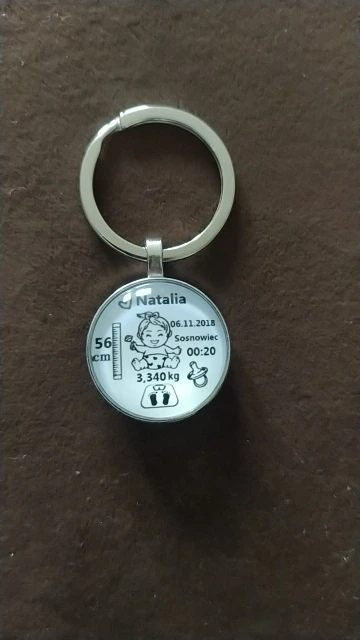 Natalia
06.11.2018
Sosnowiec
00:20
56
cm
3,340 kg